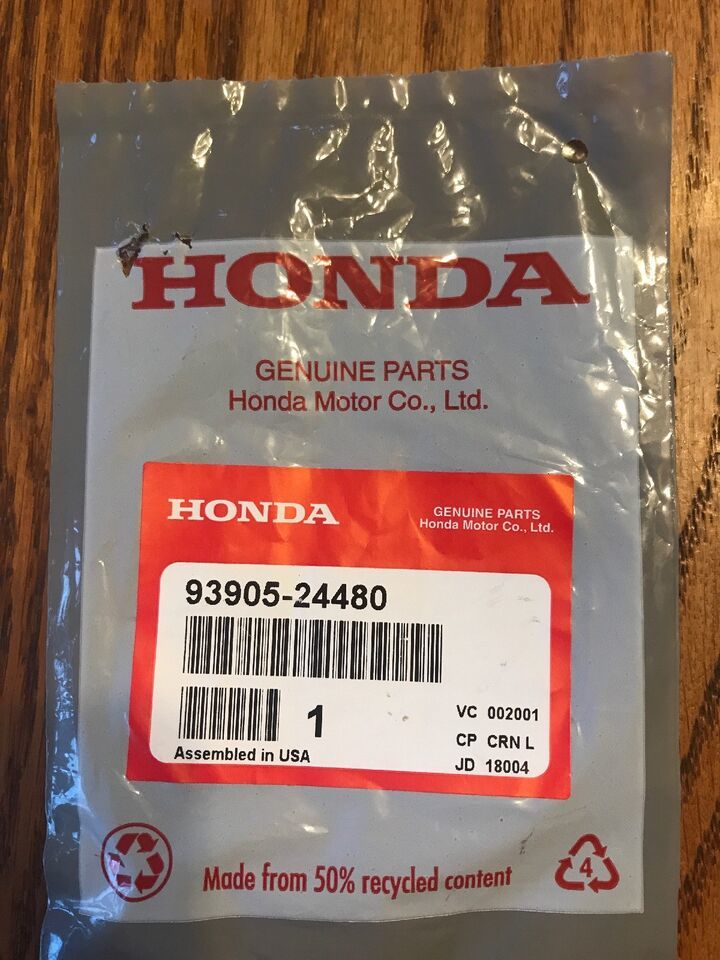 HONDA
GENUINE PARTS
Honda Motor Co., Ltd.
HONDA
GENUINE PARTS
Honda Motor Co., Ltd.
93905-24480
1
VC 002001
CP CRN L
JD 18004
Assembled in USA
Made from 50% recycled content
4